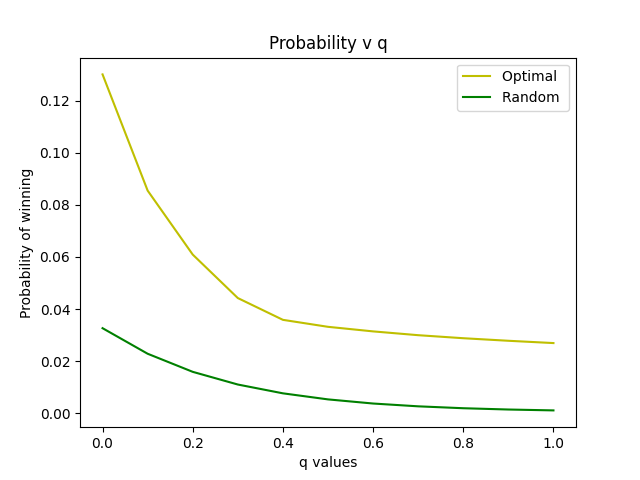 Probability v q
Optimal
Random
Probability of winning
0.12
0.10
0.08
0.06
0.04
0.02
0.00
0.0 0.2 0.4 0.6 0.8 1.0
q values